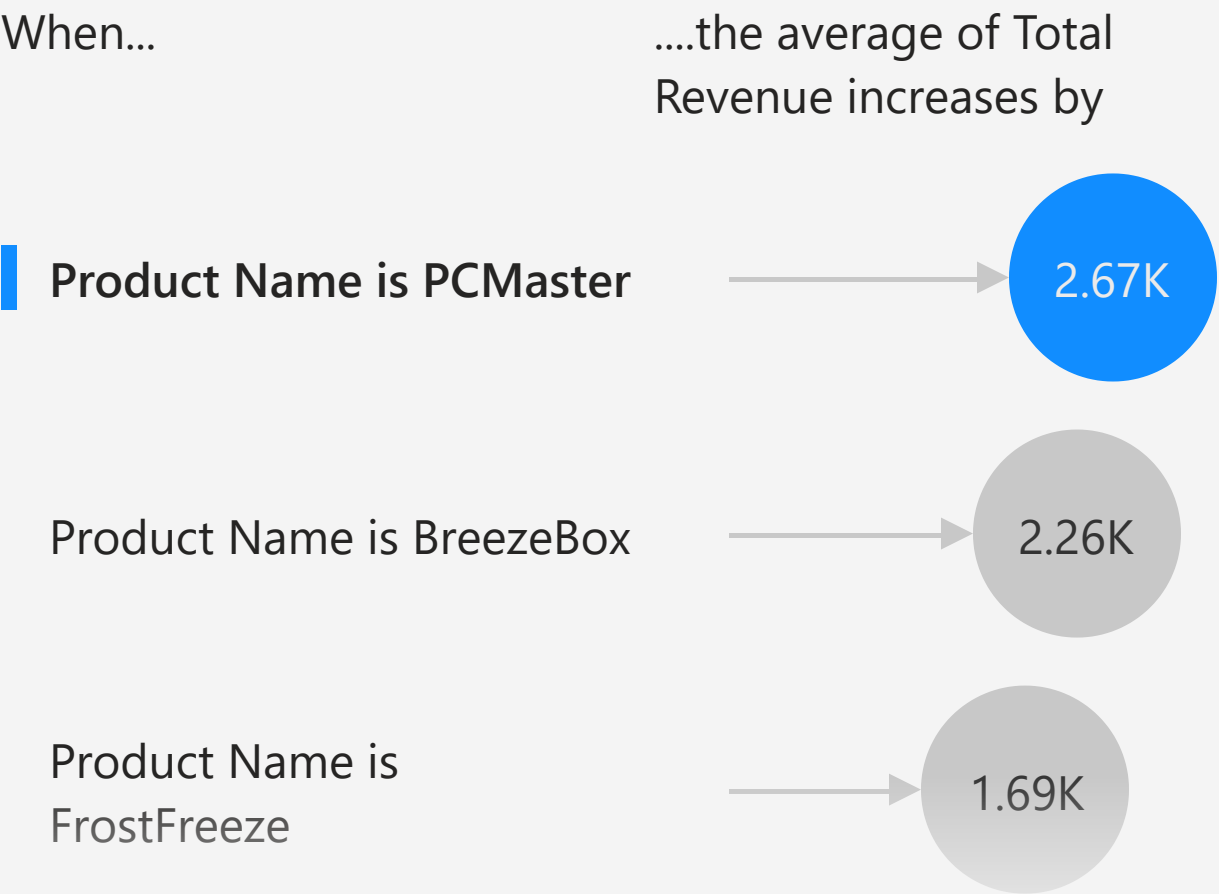 When...
....the average of Total
Revenue increases by
Product Name is PCMaster
2.67K
Product Name is BreezeBox
2.26K
Product Name is
FrostFreeze
1.69K